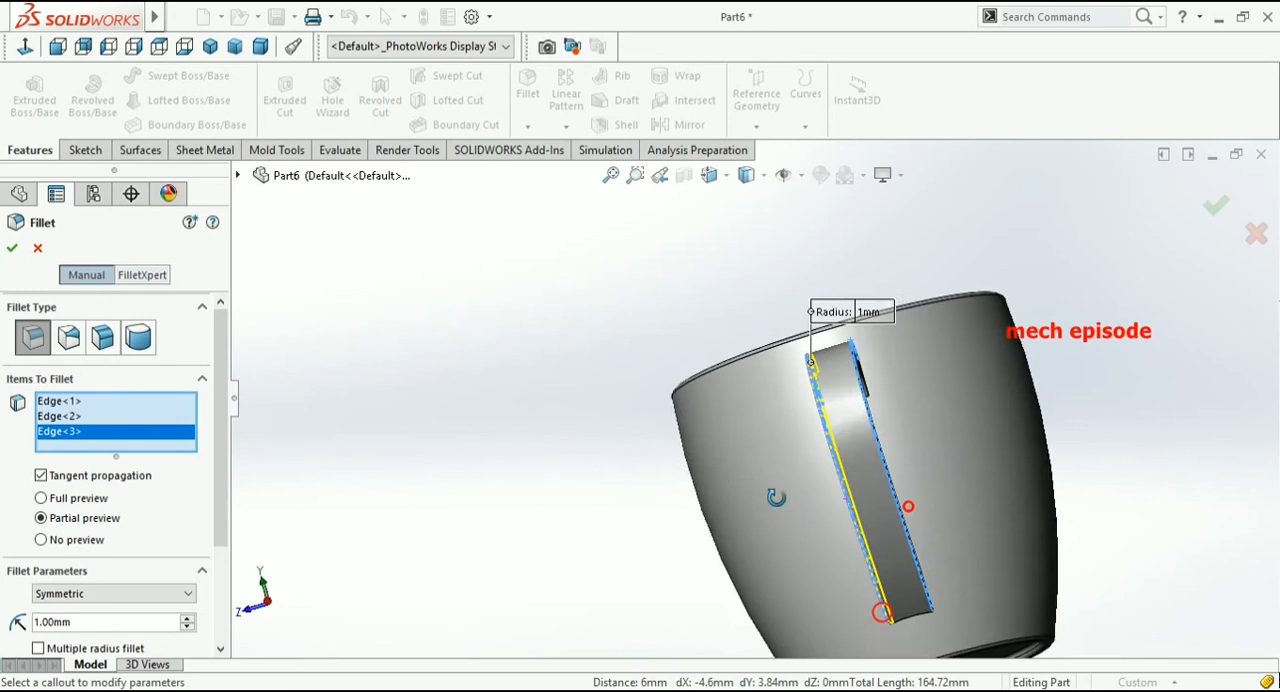 SOLIDWORKS
Part6 *
Search Commands
<Default>_PhotoWorks Display St
Extruded Boss/Base
Revolved Boss/Base
Swept Boss/Base
Lofted Boss/Base
Boundary Boss/Base
Extruded Cut
Hole Wizard
Revolved Cut
Swept Cut
Lofted Cut
Boundary Cut
Fillet
Linear Pattern
Rib
Draft
Shell
Wrap
Intersect
Mirror
Reference Geometry
Curves
Instant3D
Features Sketch Surfaces Sheet Metal Mold Tools Evaluate Render Tools SOLIDWORKS Add-Ins Simulation Analysis Preparation
Part6 (Default<<Default>...
Fillet
Manual FilletXpert
Fillet Type
Items To Fillet
Edge<1>
Edge<2>
Edge<3>
Tangent propagation
Full preview
Partial preview
No preview
Fillet Parameters
Symmetric
1.00mm
Multiple radius fillet
Radius: 1mm
mech episode
Y
Z
Model 3D Views
Select a callout to modify parameters
Distance: 6mm dX: -4.6mm dY: 3.84mm dZ: 0mmTotal Length: 164.72mm
Editing Part
Custom